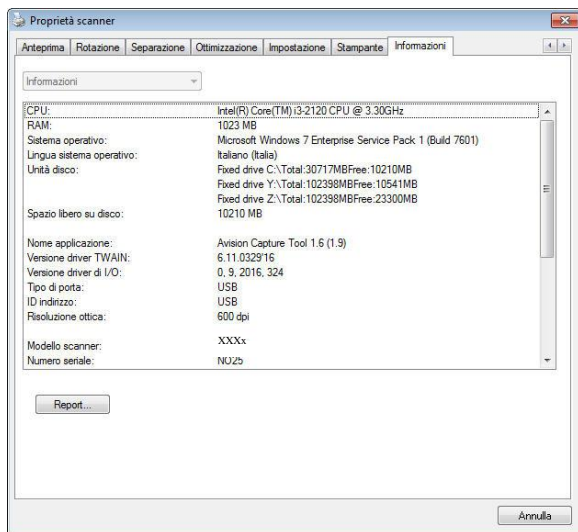 Proprietà scanner
Anteprima Rotazione Separazione Ottimizzazione Impostazione Stampante Informazioni
Informazioni
CPU: Intel(R) Core(TM) i3-2120 CPU @ 3.30GHz
RAM: 1023 MB
Sistema operativo: Microsoft Windows 7 Enterprise Service Pack 1 (Build 7601)
Lingua sistema operativo: Italiano (Italia)
Unità disco: Fixed drive C:\Total:30717MBFree:10210MB
Fixed drive Y:\Total:102398MBFree:10541MB
Fixed drive Z:\Total:102398MBFree:23300MB
Spazio libero su disco: 10210 MB
Nome applicazione: Avision Capture Tool 1.6 (1.9)
Versione driver TWAIN: 6.11.0329'16
Versione driver di I/O: 0, 9, 2016, 324
Tipo di porta: USB
ID indirizzo: USB
Risoluzione ottica: 600 dpi
Modello scanner: XXXx
Numero seriale: NO25
Report...
Annulla